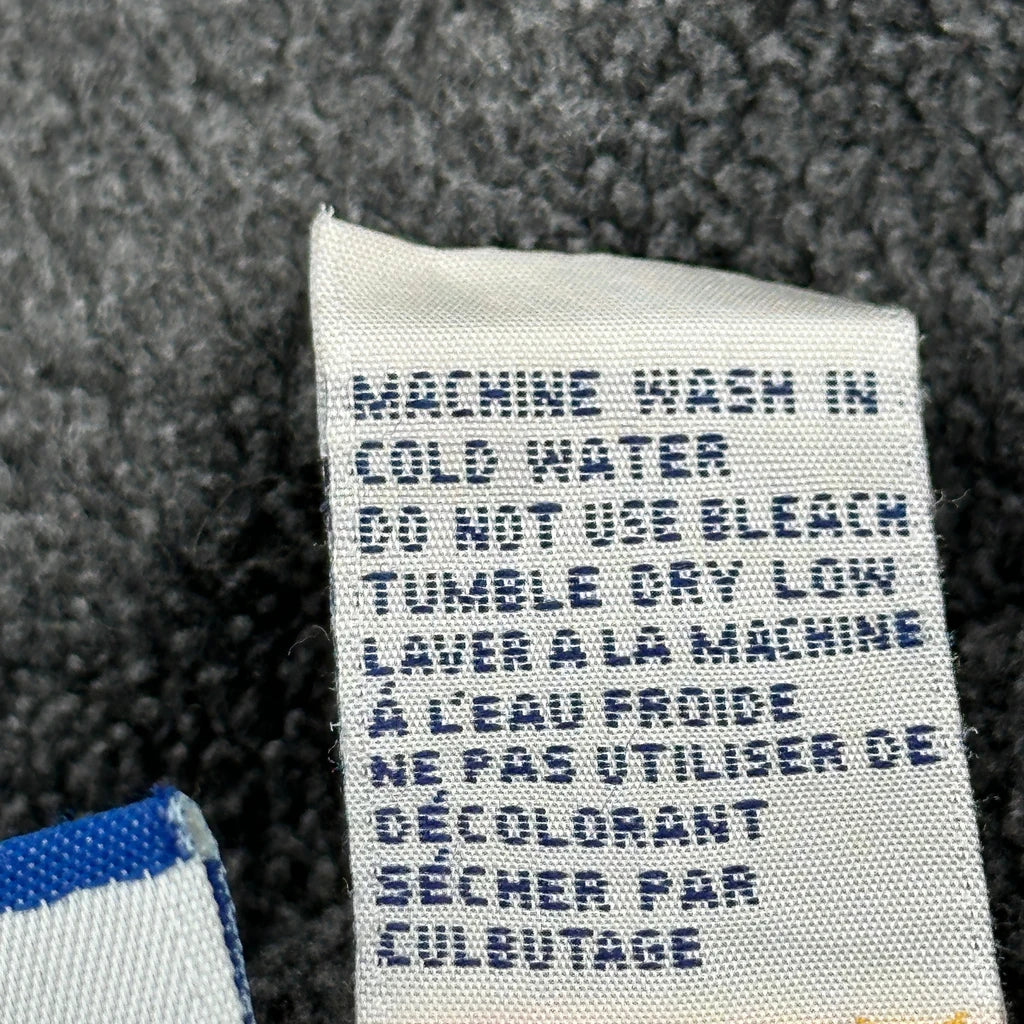 MACHINE WASH IN
COLD WATER
DO NOT USE BLEACH
TUMBLE DRY LOW
LAVER A LA MACHINE
Á L'EAU FROIDE
NE PAS UTILISER DE
DÉCOLORANT
SÉCHER PAR
CULBUTAGE